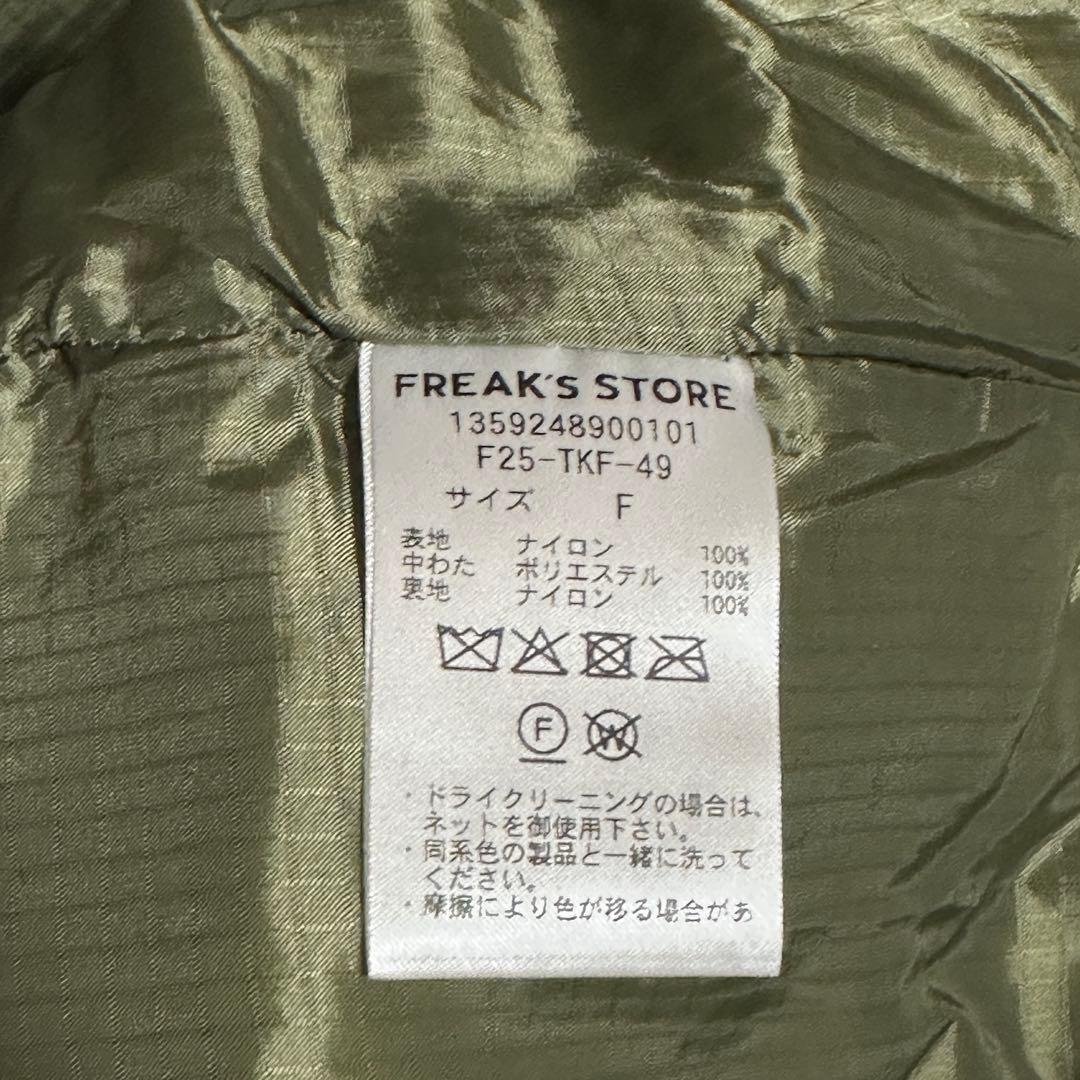 FREAK'S STORE
1359248900101
F25-TKF-49
サイズ F
表地 ナイロン 100%
中わた ポリエステル 100%
裏地 ナイロン 100%
F W
・ドライクリーニングの場合は、
ネットを御使用下さい。
・同系色の製品と一緒に洗って
ください。
・摩擦により色が移る場合があ